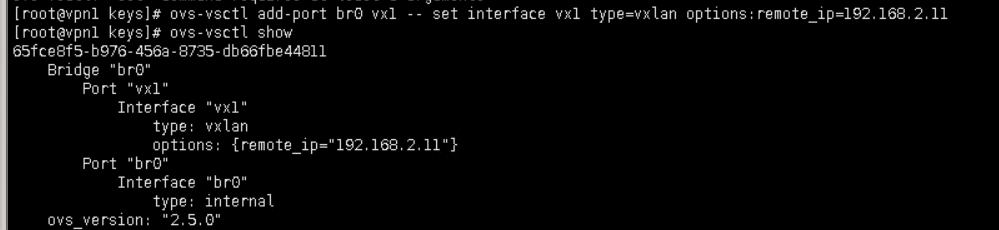 [root@vpn1 keys]# ovs-vsctl add-port br0 vx1 -- set interface vx1 type=vxlan options:remote_ip=192.168.2.11
[root@vpn1 keys]# ovs-vsctl show
65fce8f5-b976-456a-8735-db66fbe44811
    Bridge "br0"
        Port "vx1"
            Interface "vx1"
                type: vxlan
                options: {remote_ip="192.168.2.11"}
        Port "br0"
            Interface "br0"
                type: internal
    ovs_version: "2.5.0"